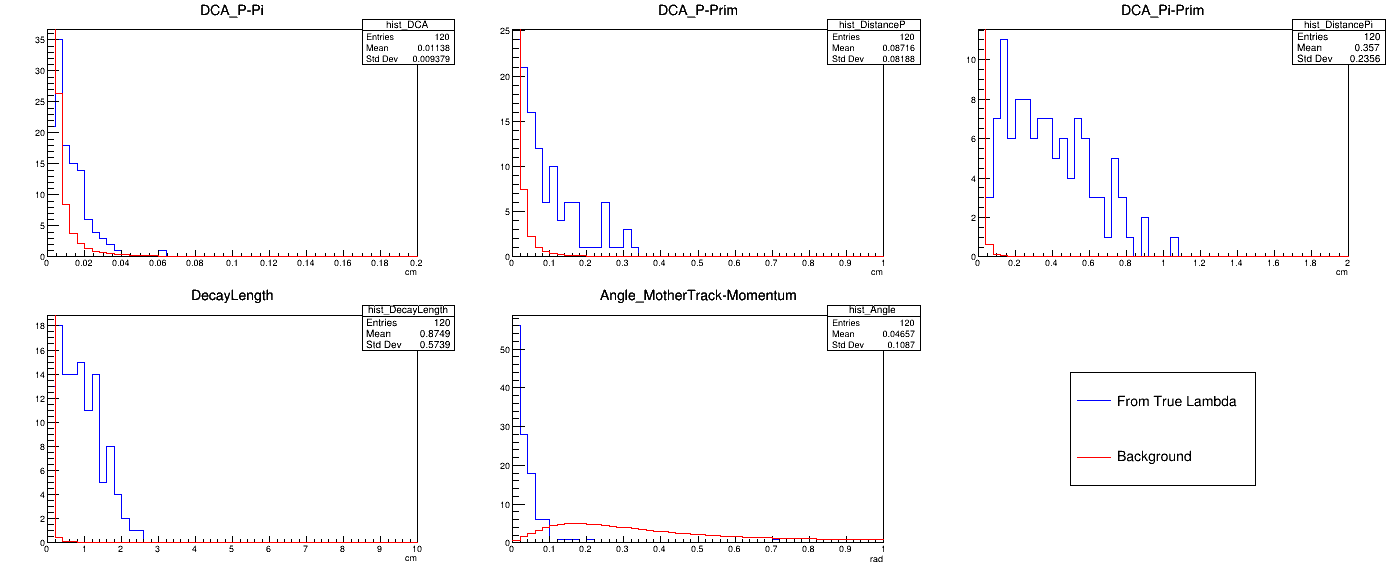 DCA_P-Pi
hist_DCA
Entries 120
Mean 0.01138
Std Dev 0.009379
35
30
25
20
15
10
5
0
0 0.02 0.04 0.06 0.08 0.1 0.12 0.14 0.16 0.18 0.2
cm
DCA_P-Prim
hist_DistanceP
Entries 120
Mean 0.08716
Std Dev 0.08188
25
20
15
10
5
0
0 0.1 0.2 0.3 0.4 0.5 0.6 0.7 0.8 0.9 1
cm
DCA_Pi-Prim
hist_DistancePi
Entries 120
Mean 0.357
Std Dev 0.2356
10
8
6
4
2
0
0 0.2 0.4 0.6 0.8 1 1.2 1.4 1.6 1.8 2
cm
DecayLength
hist_DecayLength
Entries 120
Mean 0.8749
Std Dev 0.5739
18
16
14
12
10
8
6
4
2
0
0 1 2 3 4 5 6 7 8 9 10
cm
Angle_MotherTrack-Momentum
hist_Angle
Entries 120
Mean 0.04657
Std Dev 0.1087
50
40
30
20
10
0
0 0.1 0.2 0.3 0.4 0.5 0.6 0.7 0.8 0.9 1
rad
From True Lambda
Background